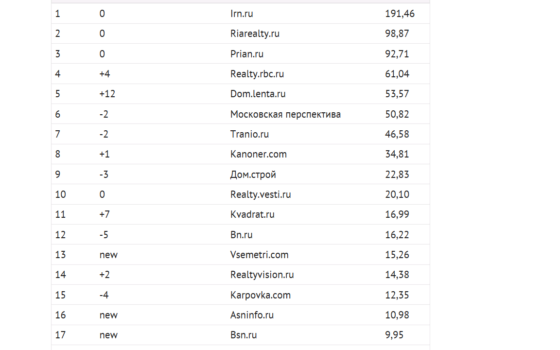 1 0 Irn.ru 191,46
2 0 Riarealty.ru 98,87
3 0 Prian.ru 92,71
4 +4 Realty.rbc.ru 61,04
5 +12 Dom.lenta.ru 53,57
6 -2 Московская перспектива 50,82
7 -2 Tranio.ru 46,58
8 +1 Kanoner.com 34,81
9 -3 Дом.строй 22,83
10 0 Realty.vesti.ru 20,10
11 +7 Kvadrat.ru 16,99
12 -5 Bn.ru 16,22
13 new Vsemetri.com 15,26
14 +2 Realtyvision.ru 14,38
15 -4 Karpovka.com 12,35
16 new Asninfo.ru 10,98
17 new Bsn.ru 9,95